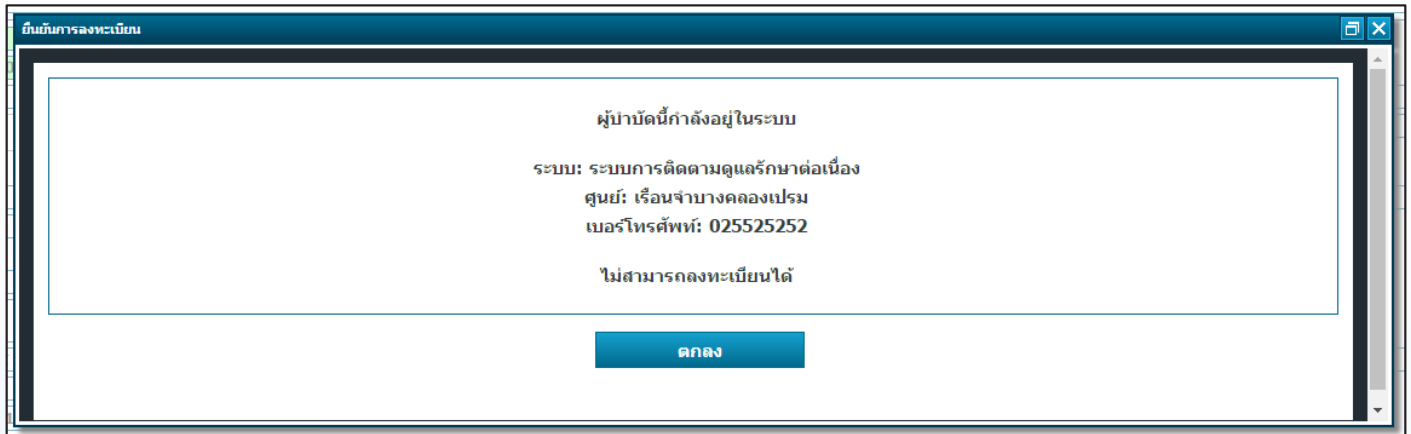 ยืนยันการลงทะเบียน
ผู้บำบัดนี้กำลังอยู่ในระบบ
ระบบ: ระบบการติดตามดูแลรักษาต่อเนื่อง
ศูนย์: เรือนจำบางคลองเปรม
เบอร์โทรศัพท์: 025525252
ไม่สามารถลงทะเบียนได้
ตกลง